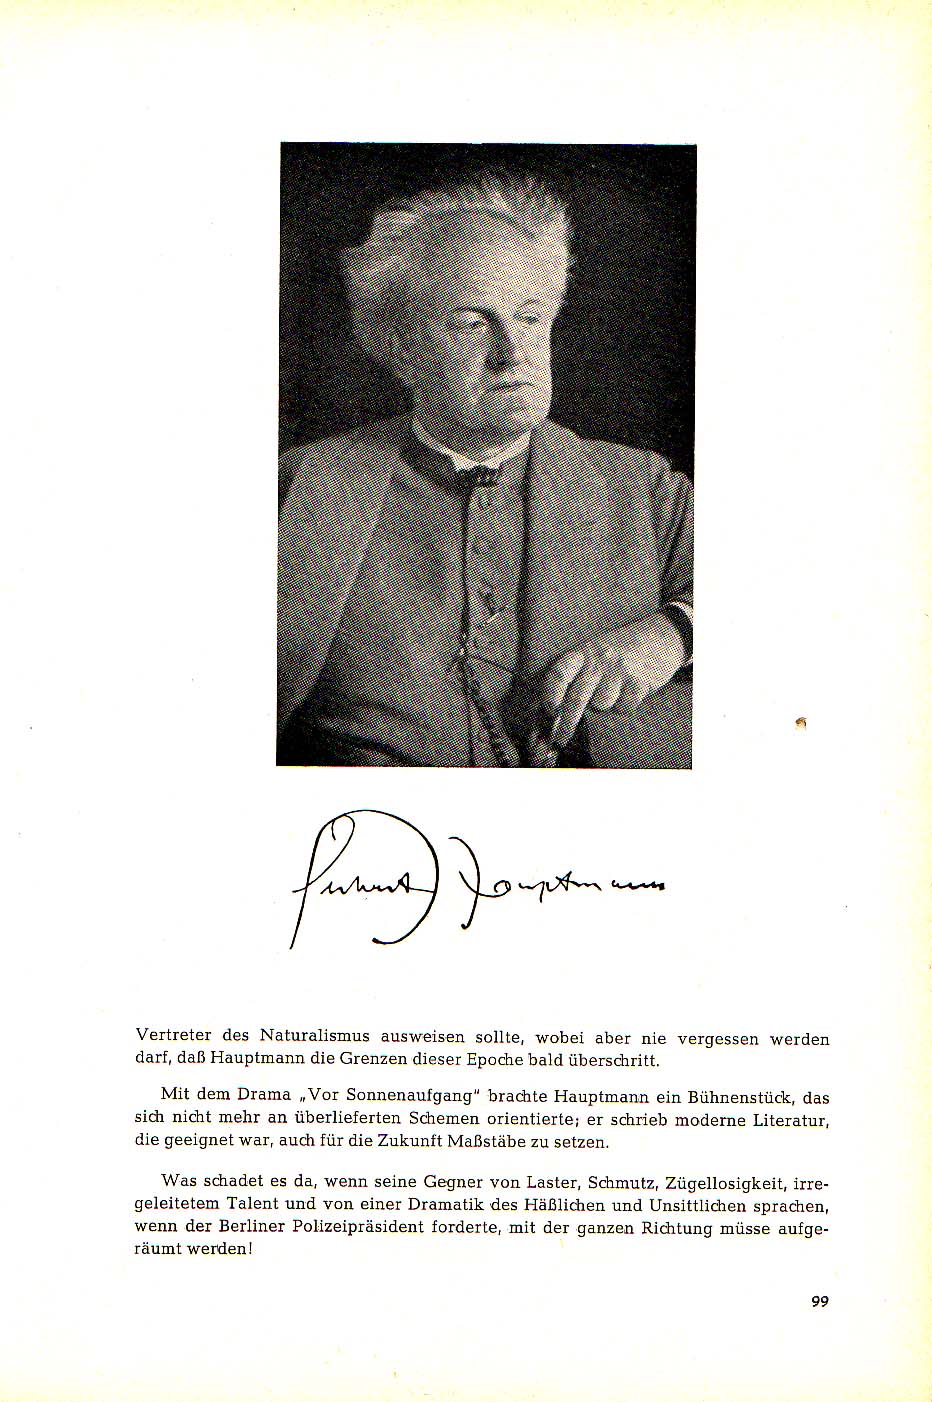 Gerhart Hauptmann
Vertreter des Naturalismus ausweisen sollte, wobei aber nie vergessen werden
darf, daß Hauptmann die Grenzen dieser Epoche bald überschritt.
Mit dem Drama „Vor Sonnenaufgang" brachte Hauptmann ein Bühnenstück, das
sich nicht mehr an überlieferten Schemen orientierte; er schrieb moderne Literatur,
die geeignet war, auch für die Zukunft Maßstäbe zu setzen.
Was schadet es da, wenn seine Gegner von Laster, Schmutz, Zügellosigkeit, irre-
geleitetem Talent und von einer Dramatik des Häßlichen und Unsittlichen sprachen,
wenn der Berliner Polizeipräsident forderte, mit der ganzen Richtung müsse aufge-
räumt werden!
99